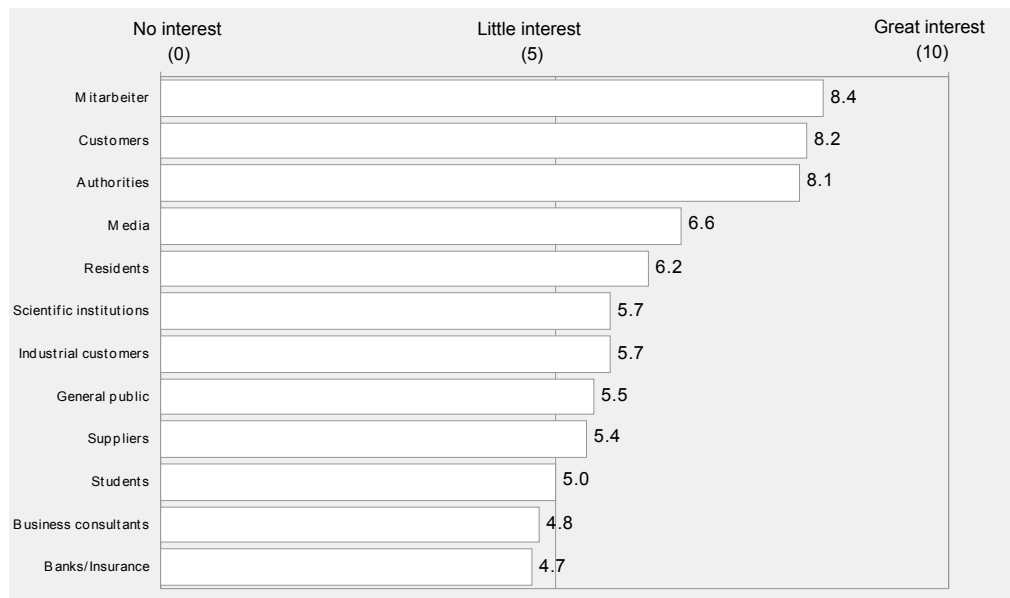 No interest Little interest Great interest
(0) (5) (10)
Mitarbeiter 8.4
Customers 8.2
Authorities 8.1
Media 6.6
Residents 6.2
Scientific institutions 5.7
Industrial customers 5.7
General public 5.5
Suppliers 5.4
Students 5.0
Business consultants 4.8
Banks/Insurance 4.7